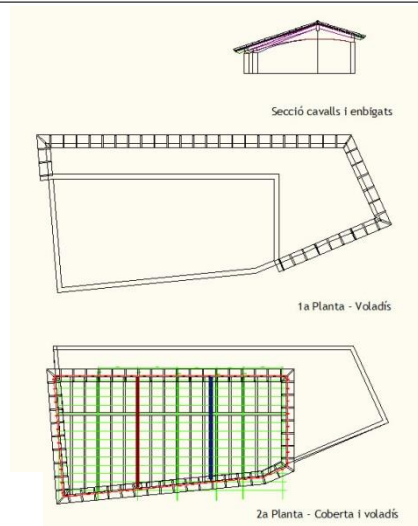 Secció cavalls i enbigats
1a Planta - Voladís
2a Planta - Coberta i voladís